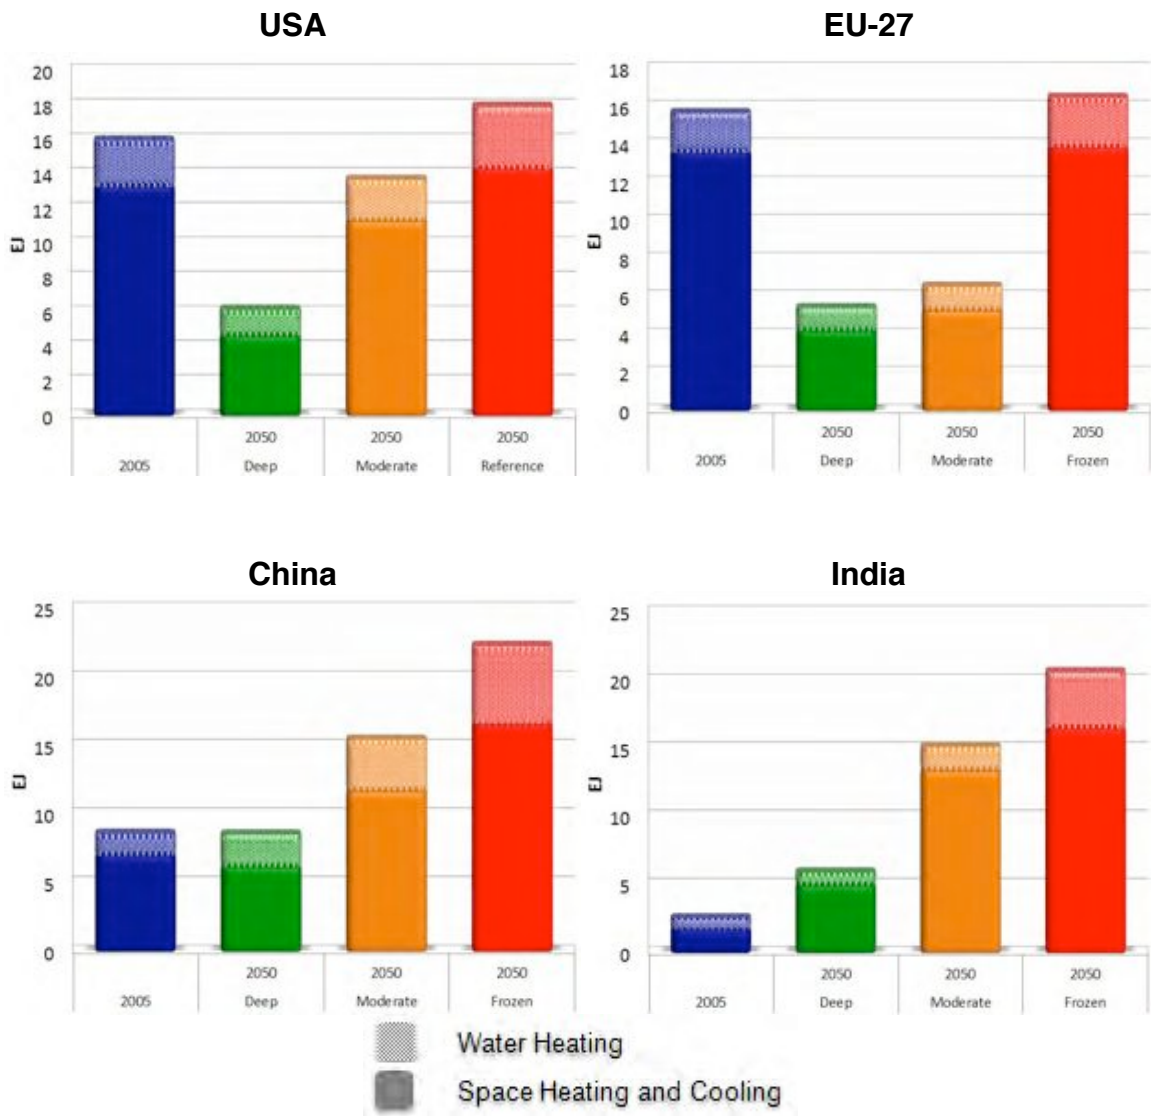 USA
20
18
16
14
12
10
8
6
4
2
0
EJ
2005
2050
Deep
2050
Moderate
2050
Reference
EU-27
18
16
14
12
10
8
6
4
2
0
EJ
2005
2050
Deep
2050
Moderate
2050
Frozen
China
25
20
15
10
5
0
EJ
2005
2050
Deep
2050
Moderate
2050
Frozen
India
25
20
15
10
5
0
EJ
2005
2050
Deep
2050
Moderate
2050
Frozen
Water Heating
Space Heating and Cooling